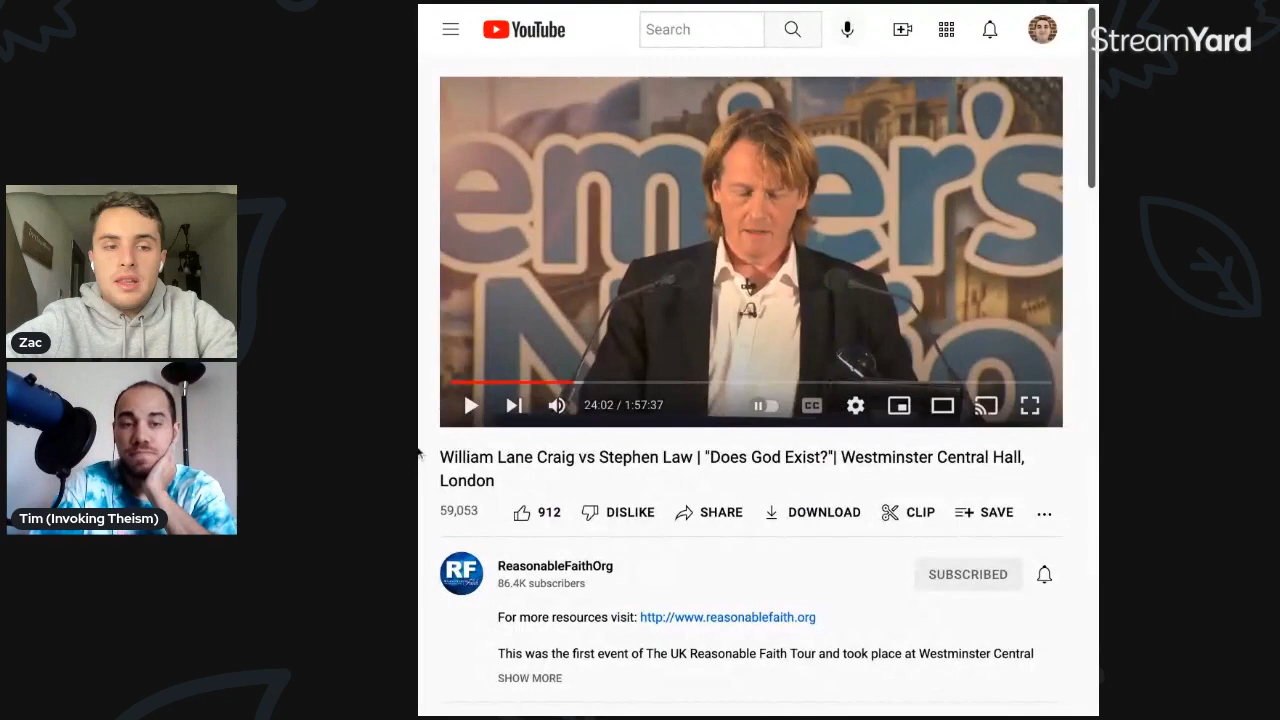 YouTube
Search
StreamYard
ember's
24:02 / 1:57:37
CC
Zac
Tim (Invoking Theism)
William Lane Craig vs Stephen Law | "Does God Exist?"| Westminster Central Hall,
London
59,053
912
DISLIKE
SHARE
DOWNLOAD
CLIP
SAVE
RF
ReasonableFaithOrg
86.4K subscribers
SUBSCRIBED
For more resources visit: http://www.reasonablefaith.org
This was the first event of The UK Reasonable Faith Tour and took place at Westminster Central
SHOW MORE